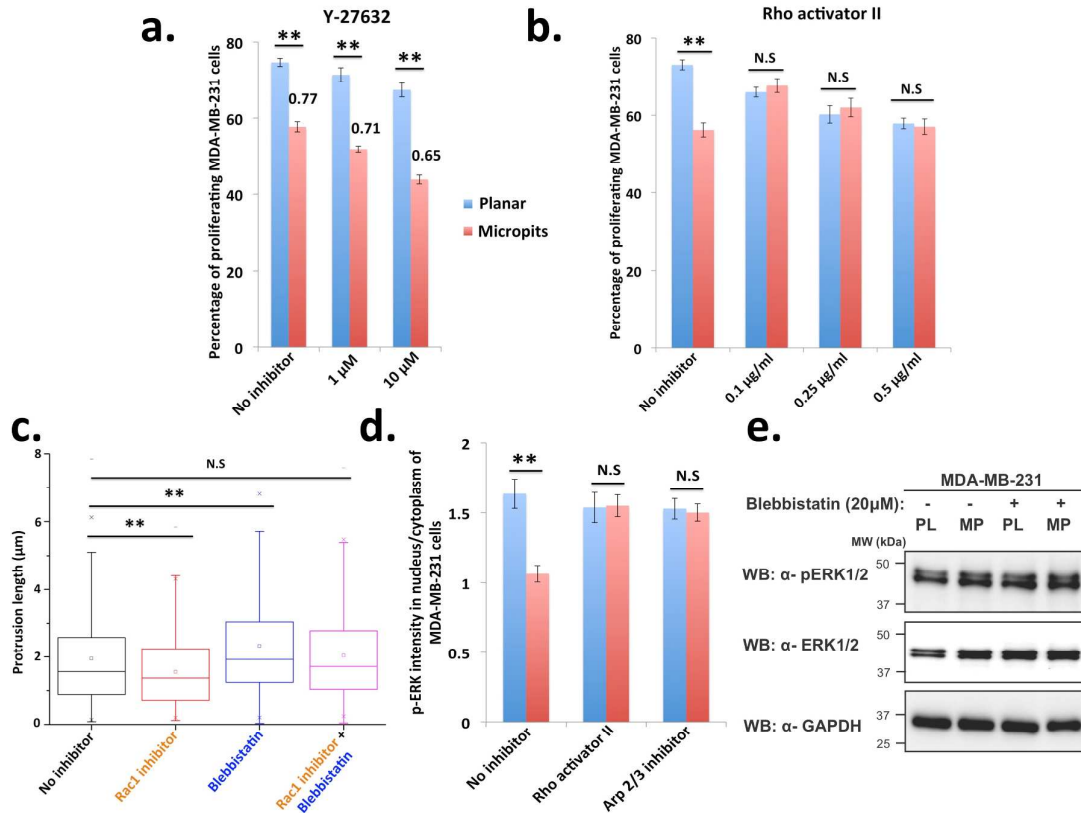 a.
Y-27632
Percentage of proliferating MDA-MB-231 cells
80
60
40
20
0
**
**
**
0.77
0.71
0.65
No inhibitor
1 µM
10 µM
Planar
Micropits
b.
Rho activator II
Percentage of proliferating MDA-MB-231 cells
80
60
40
20
0
**
N.S
N.S
N.S
No inhibitor
0.1 µg/ml
0.25 µg/ml
0.5 µg/ml
c.
Protrusion length (µm)
8
6
4
2
0
N.S
**
**
No inhibitor
Rac1 inhibitor
Blebbistatin
Rac1 inhibitor
+
Blebbistatin
d.
p-ERK intensity in nucleus/cytoplasm of
MDA-MB-231 cells
2
1.5
1
0.5
0
**
N.S
N.S
No inhibitor
Rho activator II
Arp 2/3 inhibitor
e.
MDA-MB-231
Blebbistatin (20µM): - - + +
PL MP PL MP
MW (kDa)
WB: α- pERK1/2
50
37
WB: α- ERK1/2
50
37
WB: α- GAPDH
37
25